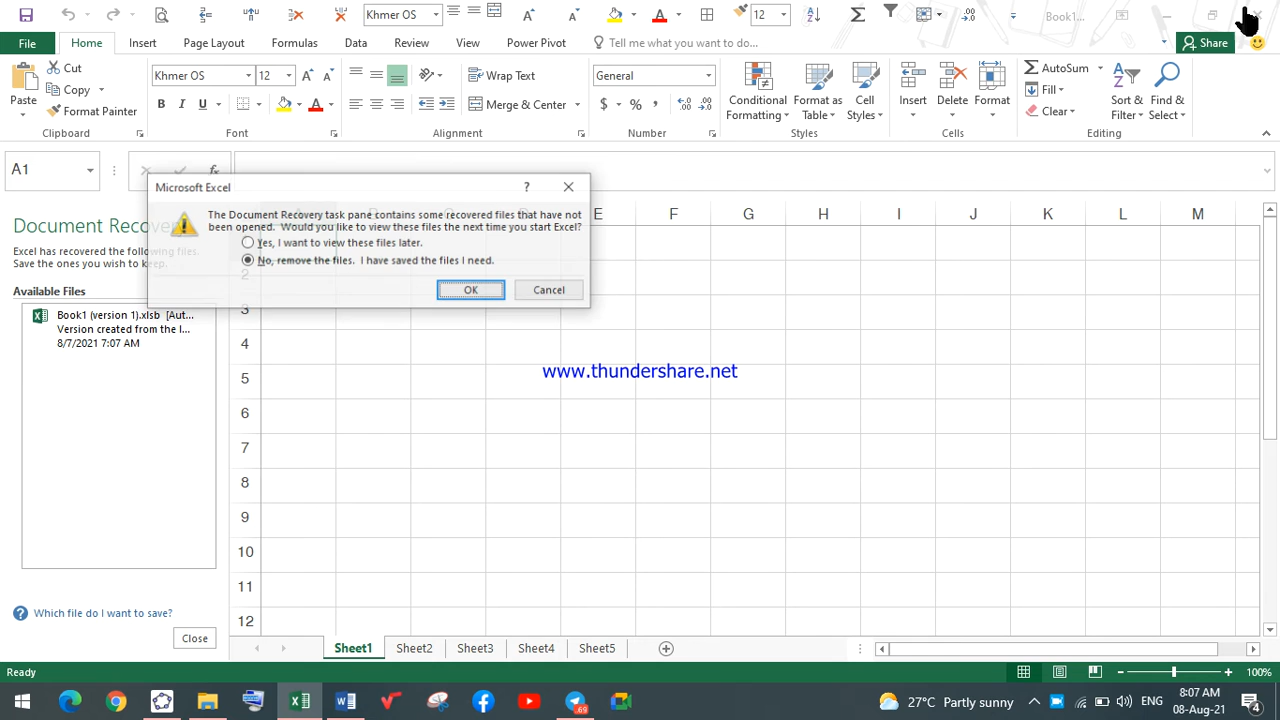 Khmer OS
12
Book1...
File
Home
Insert
Page Layout
Formulas
Data
Review
View
Power Pivot
Tell me what you want to do...
Share
Paste
Cut
Copy
Format Painter
Clipboard
Khmer OS
12
B I U
Font
Wrap Text
Merge & Center
Alignment
General
$ % ,
Number
Conditional
Formatting
Format as
Table
Cell
Styles
Styles
Insert
Delete
Format
Cells
AutoSum
Fill
Clear
Sort &
Filter
Find &
Select
Editing
A1
fx
Microsoft Excel
The Document Recovery task pane contains some recovered files that have not
been opened. Would you like to view these files the next time you start Excel?
Yes, I want to view these files later.
No, remove the files. I have saved the files I need.
OK
Cancel
Document Recove
Excel has recovered the following files.
Save the ones you wish to keep.
Available Files
Book1 (version 1).xlsb [Aut...
Version created from the l...
8/7/2021 7:07 AM
Which file do I want to save?
Close
E F G H I J K L M
2
3
4
5
6
7
8
9
10
11
12
www.thundershare.net
Sheet1
Sheet2
Sheet3
Sheet4
Sheet5
Ready
100%
69
27°C Partly sunny
ENG
8:07 AM
08-Aug-21
4